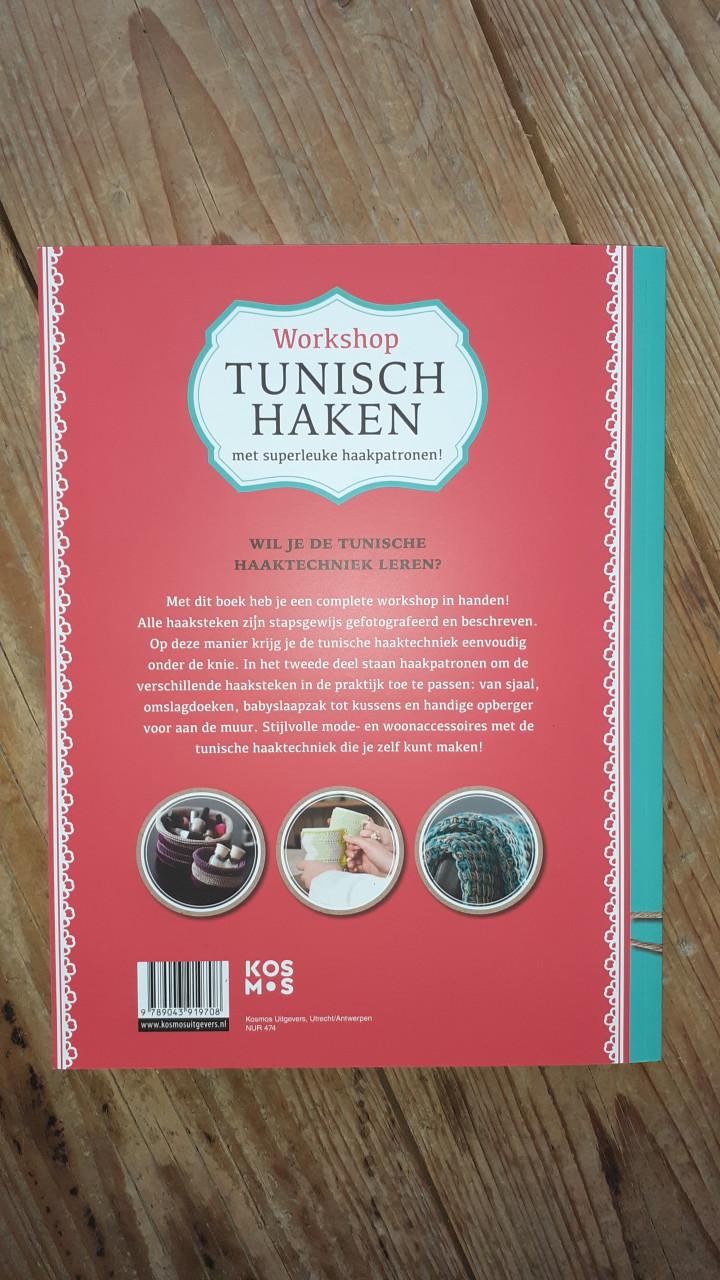 Workshop
TUNISCH
HAKEN
met superleuke haakpatronen!
WIL JE DE TUNISCHE
HAAKTECHNIEK LEREN?
Met dit boek heb je een complete workshop in handen!
Alle haaksteken zijn stapsgewijs gefotografeerd en beschreven.
Op deze manier krijg je de tunische haaktechniek eenvoudig
onder de knie. In het tweede deel staan haakpatronen om de
verschillende haaksteken in de praktijk toe te passen: van sjaal,
omslagdoeken, babyslaapzak tot kussens en handige opberger
voor aan de muur. Stijlvolle mode- en woonaccessoires met de
tunische haaktechniek die je zelf kunt maken!
9 789043 919708
www.kosmosuitgevers.nl
KOS
M•S
Kosmos Uitgevers, Utrecht/Antwerpen
NUR 474